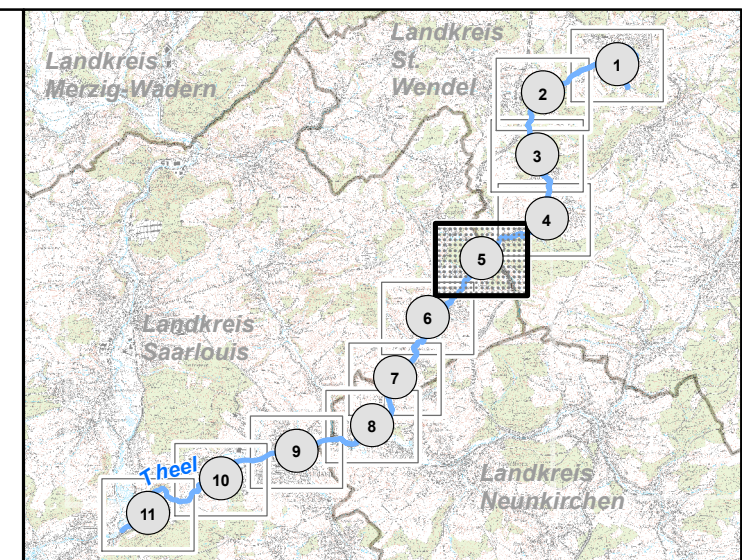 Landkreis
Merzig-Wadern
Landkreis
St.
Wendel
1
2
3
4
5
6
Landkreis
Saarlouis
7
8
9
10
11
Theel
Landkreis
Neunkirchen